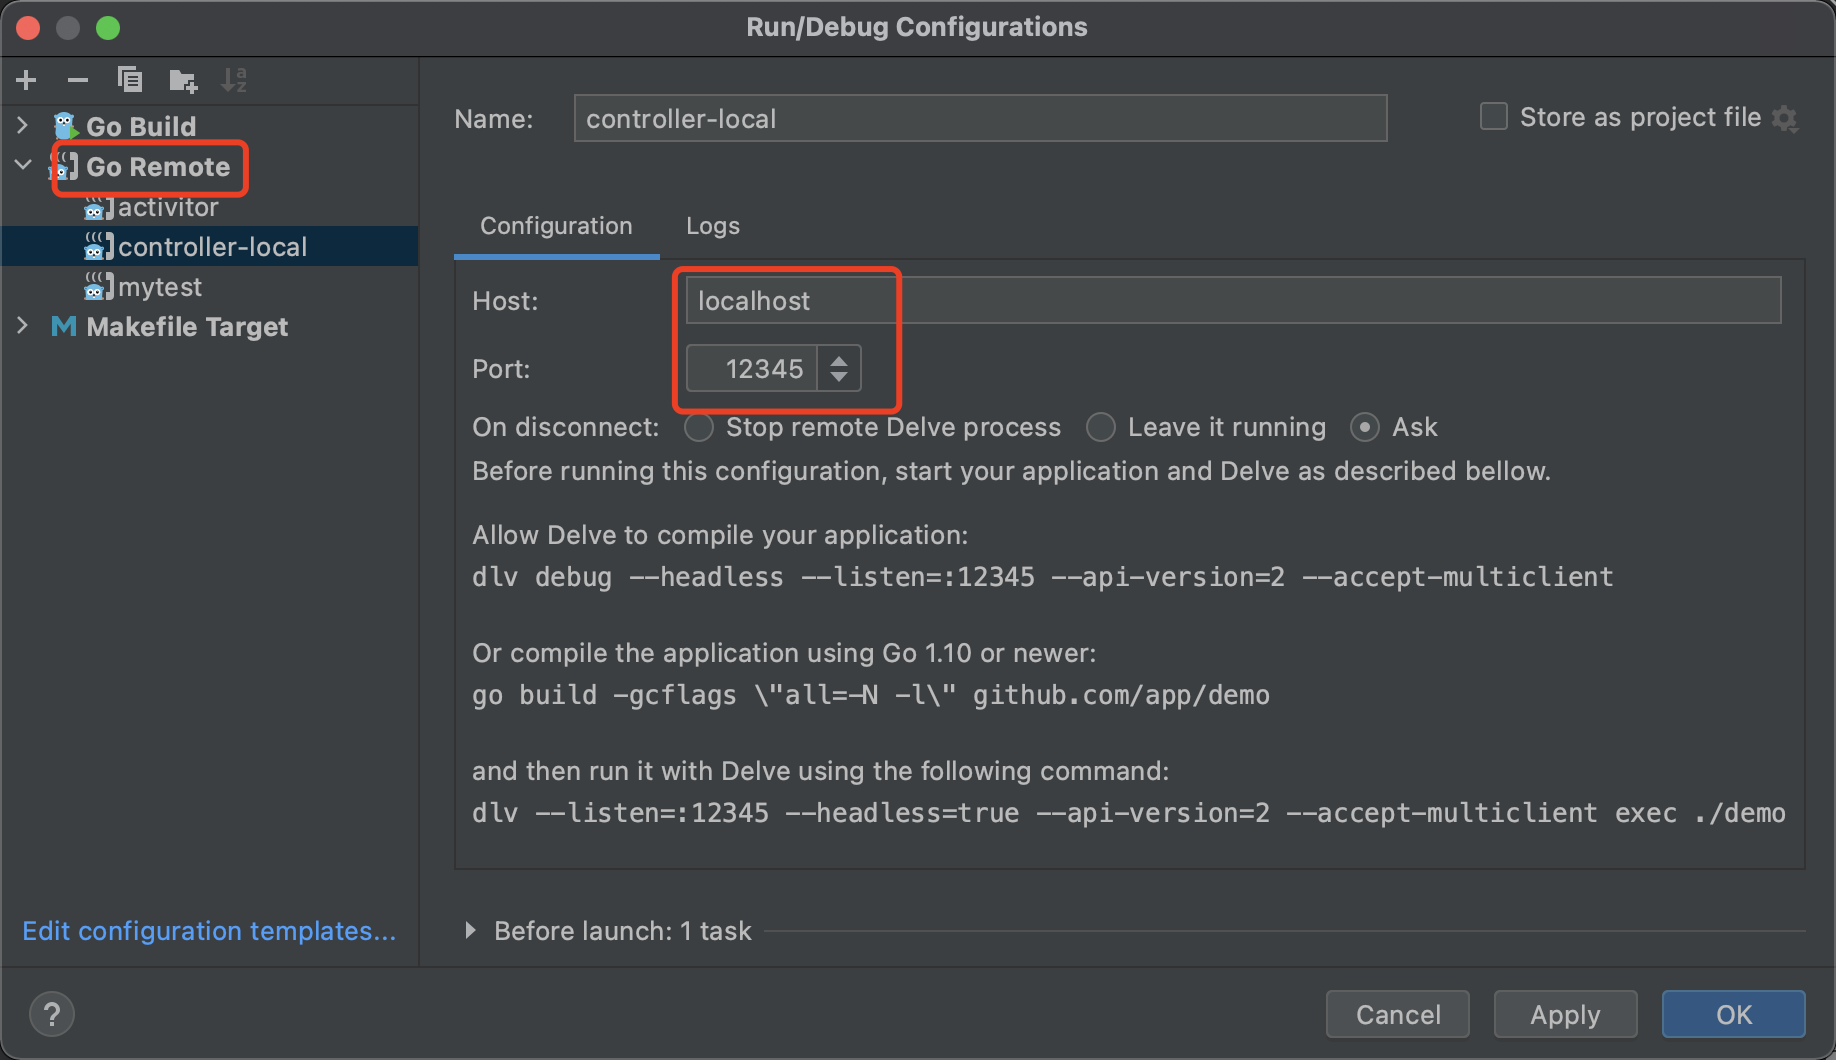 Run/Debug Configurations
Go Build
Go Remote
activitor
controller-local
mytest
Makefile Target
Edit configuration templates...
Name: controller-local
Store as project file
Configuration Logs
Host: localhost
Port: 12345
On disconnect: Stop remote Delve process Leave it running Ask
Before running this configuration, start your application and Delve as described bellow.
Allow Delve to compile your application:
dlv debug --headless --listen=:12345 --api-version=2 --accept-multiclient
Or compile the application using Go 1.10 or newer:
go build -gcflags \"all=-N -l\" github.com/app/demo
and then run it with Delve using the following command:
dlv --listen=:12345 --headless=true --api-version=2 --accept-multiclient exec ./demo
Before launch: 1 task
? Cancel Apply OK